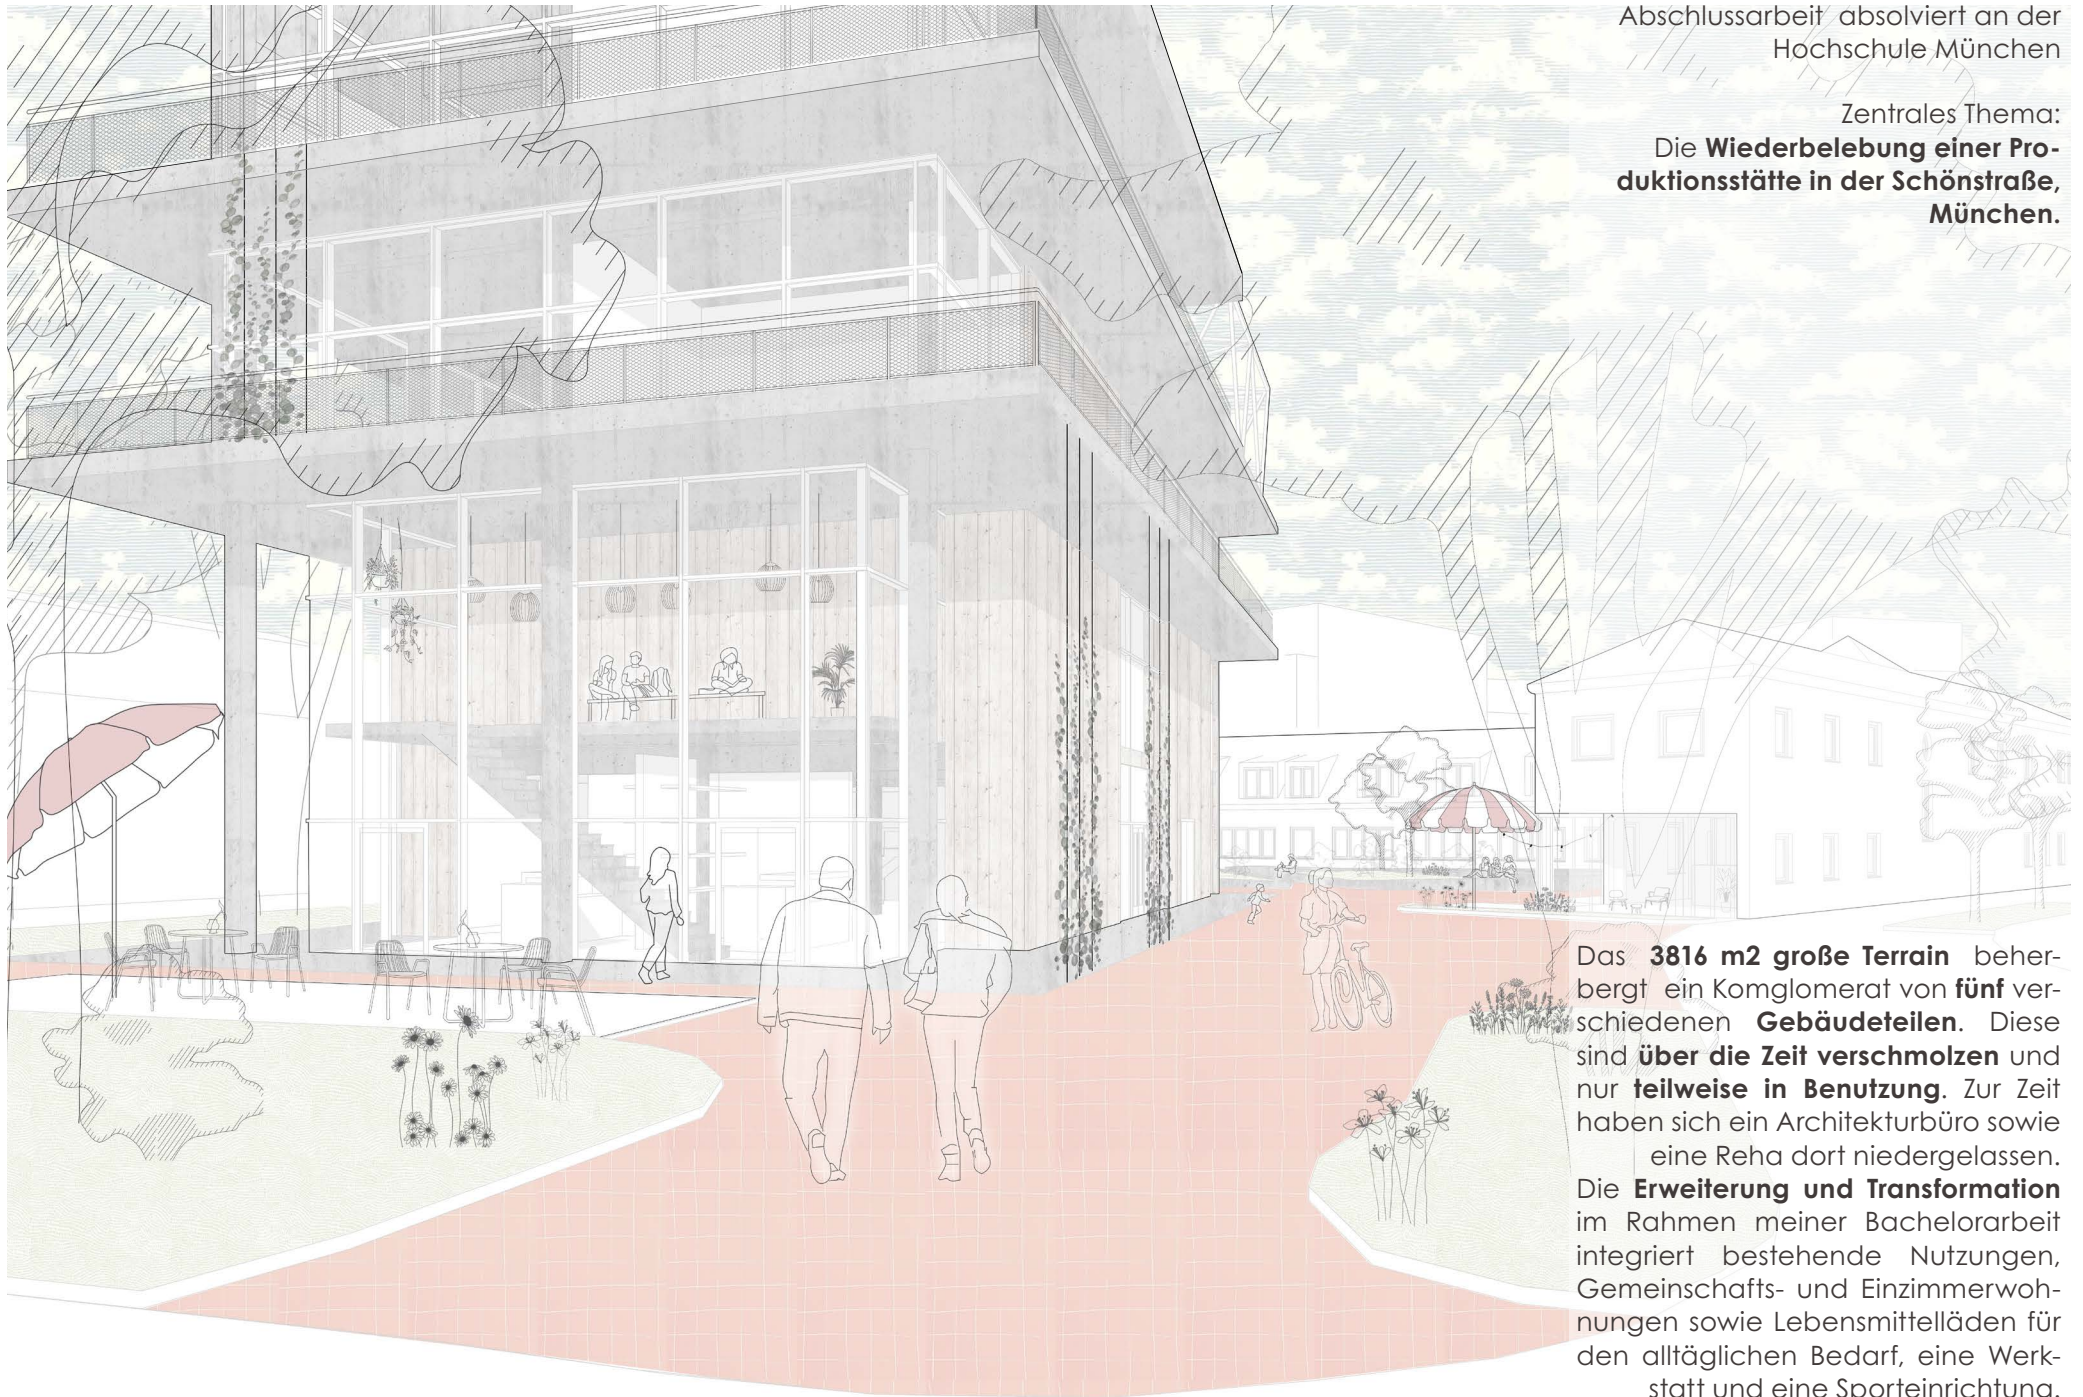 Abschlussarbeit absolviert an der
Hochschule München
Zentrales Thema:
Die Wiederbelebung einer Pro-
duktionsstätte in der Schönstraße,
München.
Das 3816 m2 große Terrain beher-
bergt ein Komglomerat von fünf ver-
schiedenen Gebäudeteilen. Diese
sind über die Zeit verschmolzen und
nur teilweise in Benutzung. Zur Zeit
haben sich ein Architekturbüro sowie
eine Reha dort niedergelassen.
Die Erweiterung und Transformation
im Rahmen meiner Bachelorarbeit
integriert bestehende Nutzungen,
Gemeinschafts- und Einzimmerwoh-
nungen sowie Lebensmittelläden für
den alltäglichen Bedarf, eine Werk-
statt und eine Sporteinrichtung.